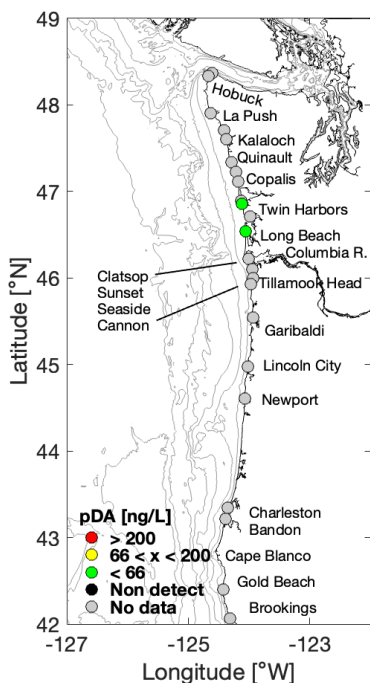 49
48
47
46
45
44
43
42
Latitude [°N]
Hobuck
La Push
Kalaloch
Quinault
Copalis
Twin Harbors
Long Beach
Columbia R.
Clatsop
Sunset
Seaside
Cannon
Tillamook Head
Garibaldi
Lincoln City
Newport
Charleston
Bandon
Cape Blanco
Gold Beach
Brookings
pDA [ng/L]
> 200
66 < x < 200
< 66
Non detect
No data
-127
-125
-123
Longitude [°W]